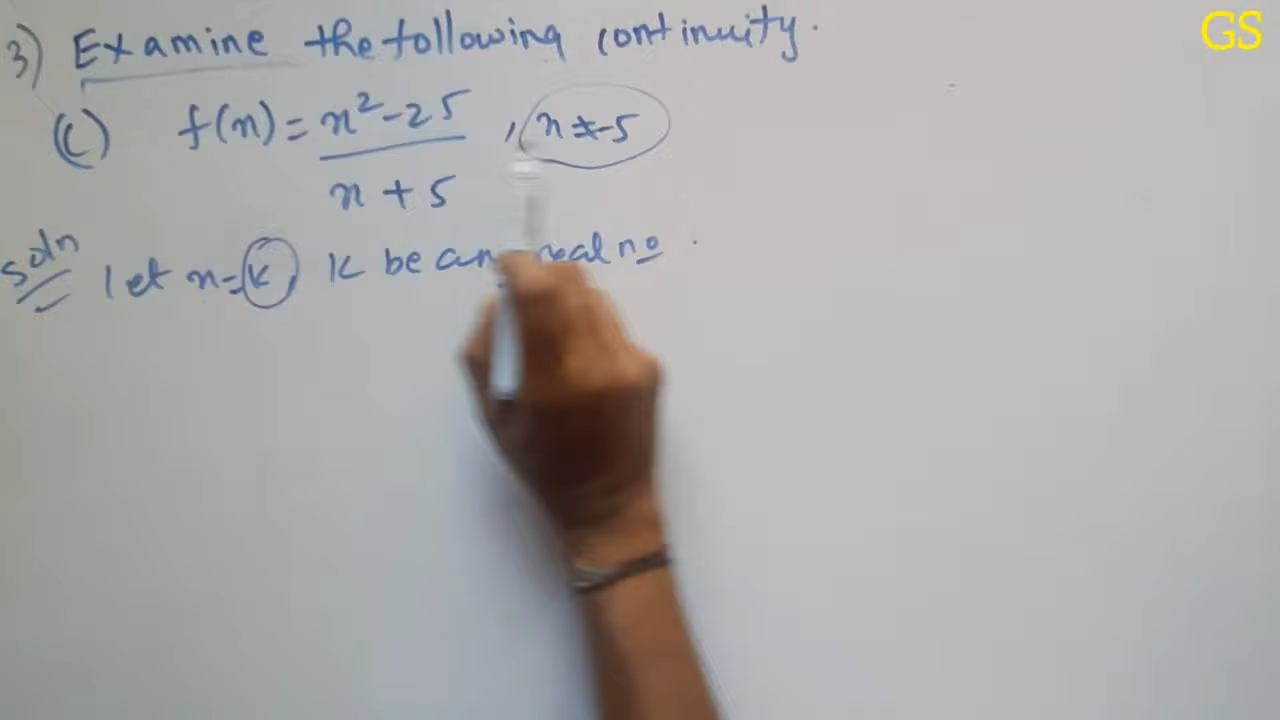 GS
3) Examine the following continuity.
(C) f(x) = x² - 25 / x + 5 , x ≠ -5
Soln let x = k, k be any real no.